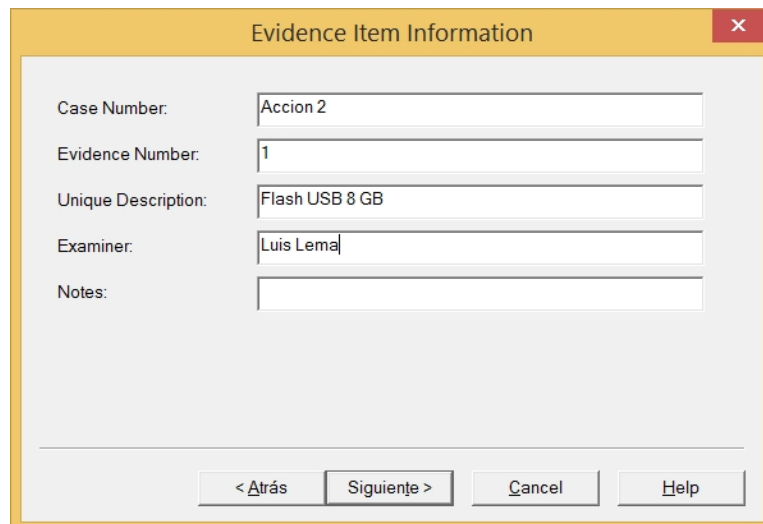 Evidence Item Information
Case Number: Accion 2
Evidence Number: 1
Unique Description: Flash USB 8 GB
Examiner: Luis Lema
Notes:
< Atrás Siguiente > Cancel Help